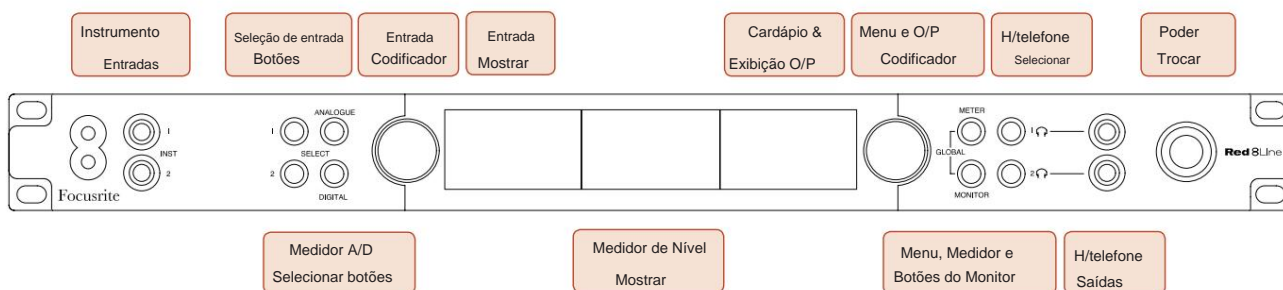 Instrumento
Entradas
Seleção de entrada
Botões
Entrada
Codificador
Entrada
Mostrar
Cardápio &
Exibição O/P
Menu e O/P
Codificador
H/telefone
Selecionar
Poder
Trocar
ANALOGUE
METER
1
1
1
INST
SELECT
GLOBAL
Red8Line
2
2
2
Focusrite
DIGITAL
MONITOR
Medidor A/D
Selecionar botões
Medidor de Nível
Mostrar
Menu, Medidor e
Botões do Monitor
H/telefone
Saídas